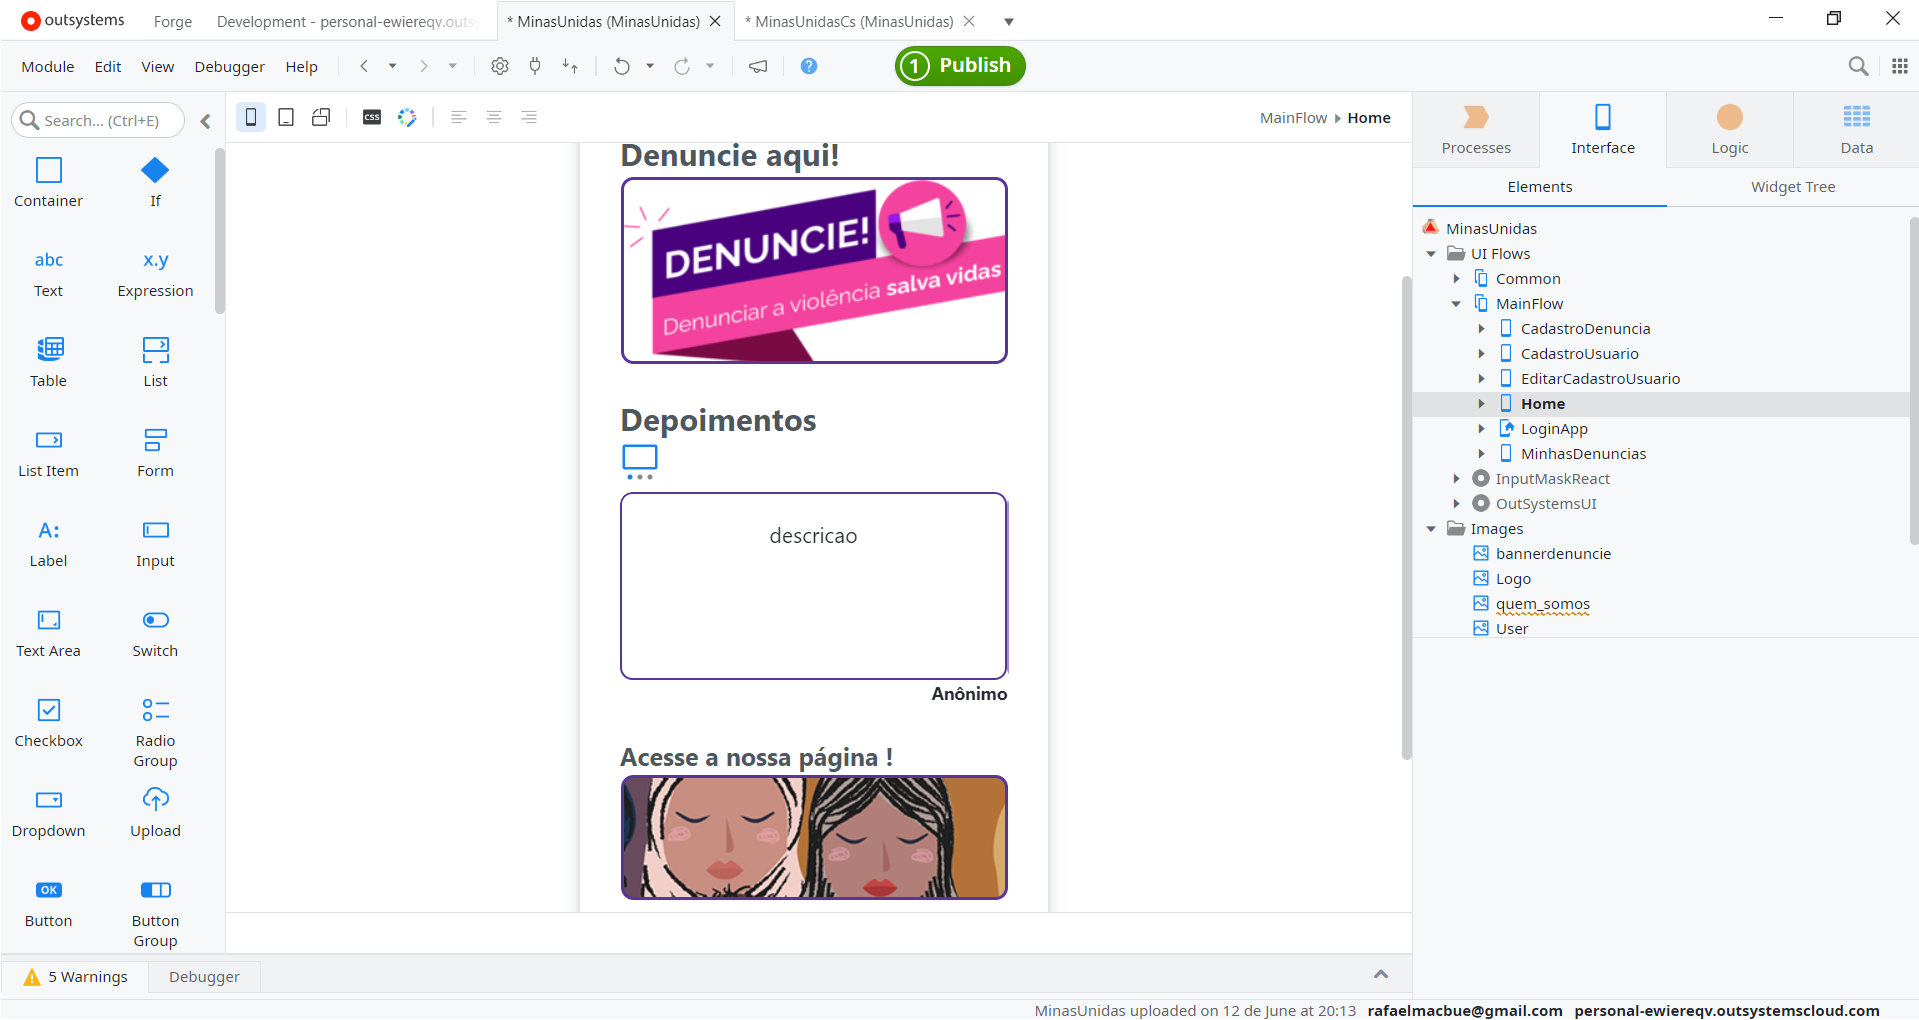 outsystems
Forge
Development - personal-ewiereqv.outsy
* MinasUnidas (MinasUnidas)
* MinasUnidasCs (MinasUnidas)
Module Edit View Debugger Help
1 Publish
Search... (Ctrl+E)
css
MainFlow Home
Processes
Interface
Logic
Data
Elements
Widget Tree
Container
If
abc
x.y
Text
Expression
Table
List
List Item
Form
A:
Label
Input
Text Area
Switch
Checkbox
Radio
Group
Dropdown
Upload
OK
Button
Button
Group
Denuncie aqui!
DENUNCIE!
Denunciar a violência salva vidas
Depoimentos
descricao
Anônimo
Acesse a nossa página !
MinasUnidas
UI Flows
Common
MainFlow
CadastroDenuncia
CadastroUsuario
EditarCadastroUsuario
Home
LoginApp
MinhasDenuncias
InputMaskReact
OutSystemsUI
Images
bannerdenuncie
Logo
quem_somos
User
5 Warnings
Debugger
MinasUnidas uploaded on 12 de June at 20:13 rafaelmacbue@gmail.com personal-ewiereqv.outsystemscloud.com